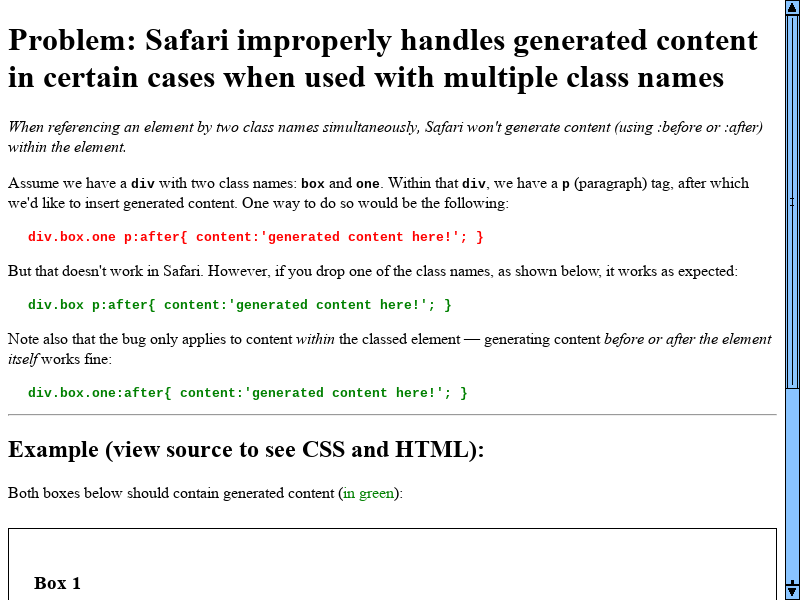 Problem: Safari improperly handles generated content
in certain cases when used with multiple class names
When referencing an element by two class names simultaneously, Safari won't generate content (using :before or :after)
within the element.
Assume we have a div with two class names: box and one. Within that div, we have a p (paragraph) tag, after which
we'd like to insert generated content. One way to do so would be the following:
div.box.one p:after{ content:'generated content here!'; }
But that doesn't work in Safari. However, if you drop one of the class names, as shown below, it works as expected:
div.box p:after{ content:'generated content here!'; }
Note also that the bug only applies to content within the classed element — generating content before or after the element
itself works fine:
div.box.one:after{ content:'generated content here!'; }
Example (view source to see CSS and HTML):
Both boxes below should contain generated content (in green):
Box 1